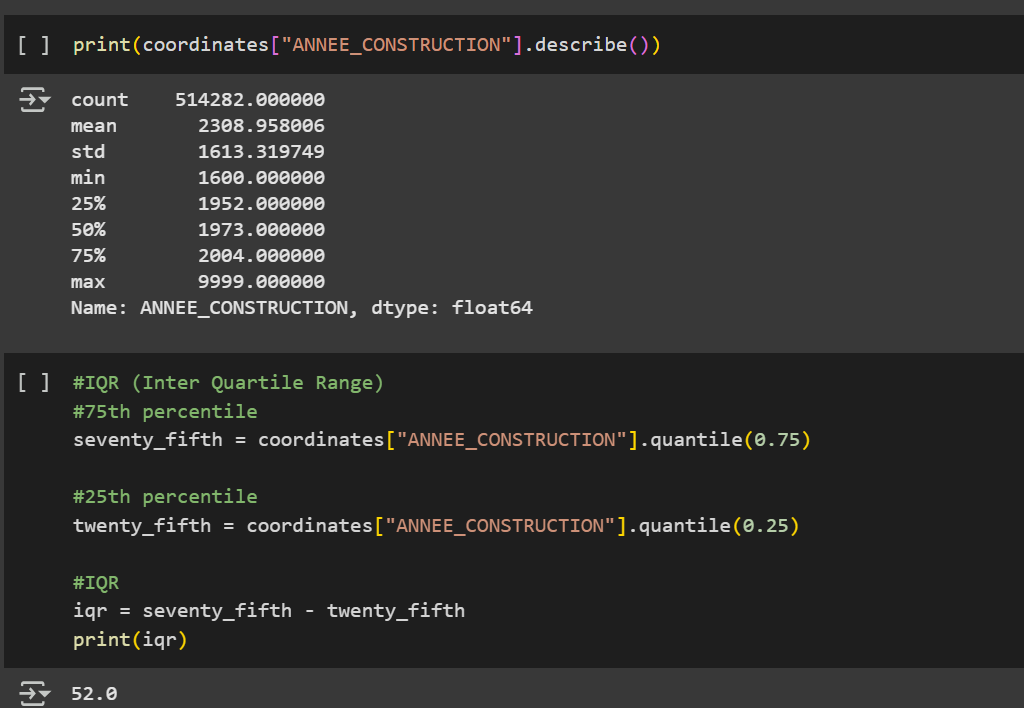 [ ] print(coordinates["ANNEE_CONSTRUCTION"].describe())
count    514282.000000
mean       2308.958006
std        1613.319749
min        1600.000000
25%        1952.000000
50%        1973.000000
75%        2004.000000
max        9999.000000
Name: ANNEE_CONSTRUCTION, dtype: float64
[ ] #IQR (Inter Quartile Range)
#75th percentile
seventy_fifth = coordinates["ANNEE_CONSTRUCTION"].quantile(0.75)
#25th percentile
twenty_fifth = coordinates["ANNEE_CONSTRUCTION"].quantile(0.25)
#IQR
iqr = seventy_fifth - twenty_fifth
print(iqr)
52.0